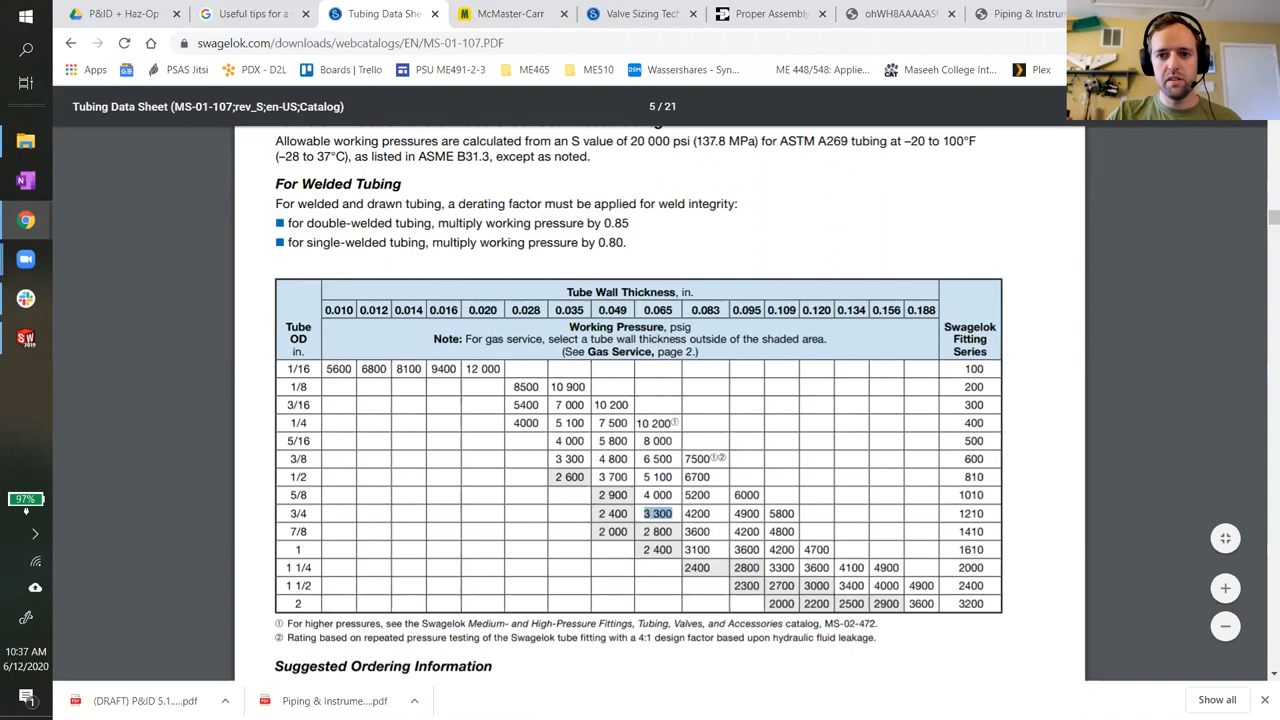 P&ID + Haz-Op
Useful tips for a
Tubing Data She
McMaster-Carr
Valve Sizing Tec
Proper Assembly
ohWH8AAAAAS
Piping & Instrum
swagelok.com/downloads/webcatalogs/EN/MS-01-107.PDF
Apps
PSAS Jitsi
PDX - D2L
Boards | Trello
PSU ME491-2-3
ME465
ME510
Wassershares - Syn...
ME 448/548: Applie...
Maseeh College Int...
Plex
Tubing Data Sheet (MS-01-107;rev_S;en-US;Catalog)
5 / 21
Allowable working pressures are calculated from an S value of 20 000 psi (137.8 MPa) for ASTM A269 tubing at –20 to 100°F
(–28 to 37°C), as listed in ASME B31.3, except as noted.
For Welded Tubing
For welded and drawn tubing, a derating factor must be applied for weld integrity:
for double-welded tubing, multiply working pressure by 0.85
for single-welded tubing, multiply working pressure by 0.80.
Tube Wall Thickness, in.
0.010 0.012 0.014 0.016 0.020 0.028 0.035 0.049 0.065 0.083 0.095 0.109 0.120 0.134 0.156 0.188
Tube OD in.
Working Pressure, psig
Note: For gas service, select a tube wall thickness outside of the shaded area.
(See Gas Service, page 2.)
Swagelok Fitting Series
1/16 5600 6800 8100 9400 12 000 100
1/8 8500 10 900 200
3/16 5400 7 000 10 200 300
1/4 4000 5 100 7 500 10 200① 400
5/16 4 000 5 800 8 000 500
3/8 3 300 4 800 6 500 7500①② 600
1/2 2 600 3 700 5 100 6700 810
5/8 2 900 4 000 5200 6000 1010
3/4 2 400 3 300 4200 4900 5800 1210
7/8 2 000 2 800 3600 4200 4800 1410
1 2 400 3100 3600 4200 4700 1610
1 1/4 2400 2800 3300 3600 4100 4900 2000
1 1/2 2300 2700 3000 3400 4000 4900 2400
2 2000 2200 2500 2900 3600 3200
① For higher pressures, see the Swagelok Medium- and High-Pressure Fittings, Tubing, Valves, and Accessories catalog, MS-02-472.
② Rating based on repeated pressure testing of the Swagelok tube fitting with a 4:1 design factor based upon hydraulic fluid leakage.
Suggested Ordering Information
97%
10:37 AM
6/12/2020
(DRAFT) P&ID 5.1.....pdf
Piping & Instrume....pdf
Show all